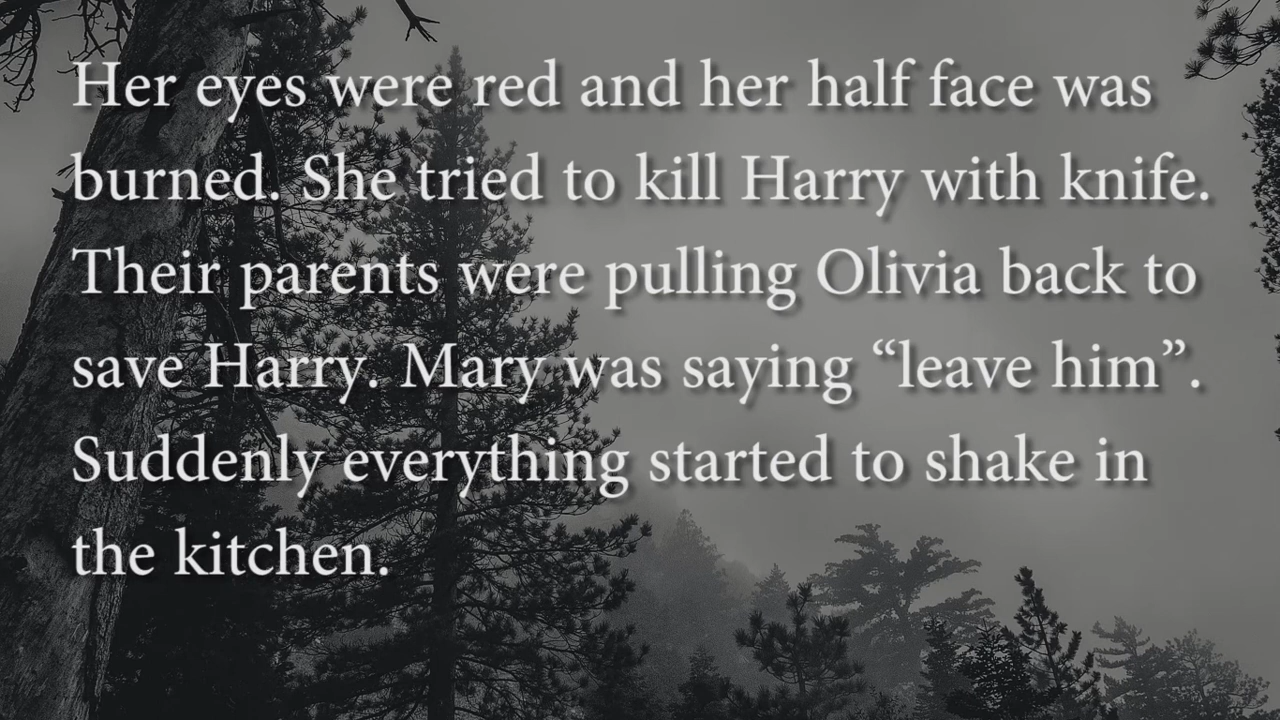 Her eyes were red and her half face was
burned. She tried to kill Harry with knife.
Their parents were pulling Olivia back to
save Harry. Mary was saying “leave him”.
Suddenly everything started to shake in
the kitchen.